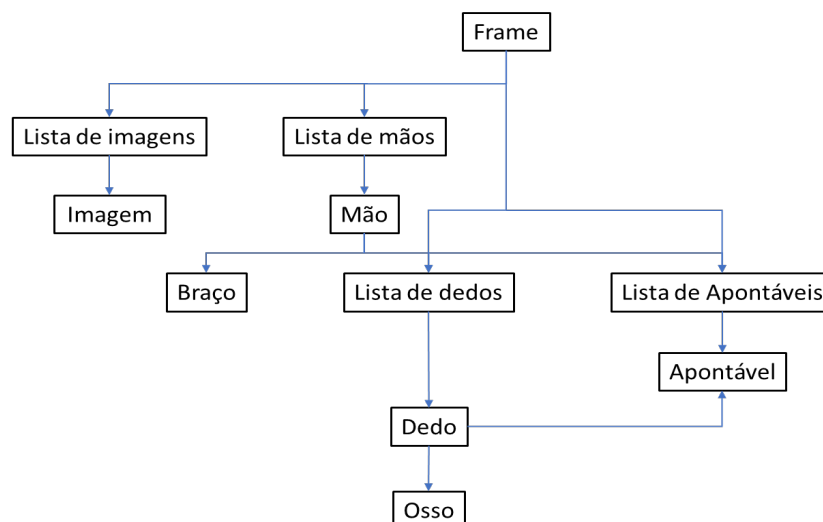 Frame
Lista de imagens
Lista de mãos
Imagem
Mão
Braço
Lista de dedos
Lista de Apontáveis
Apontável
Dedo
Osso